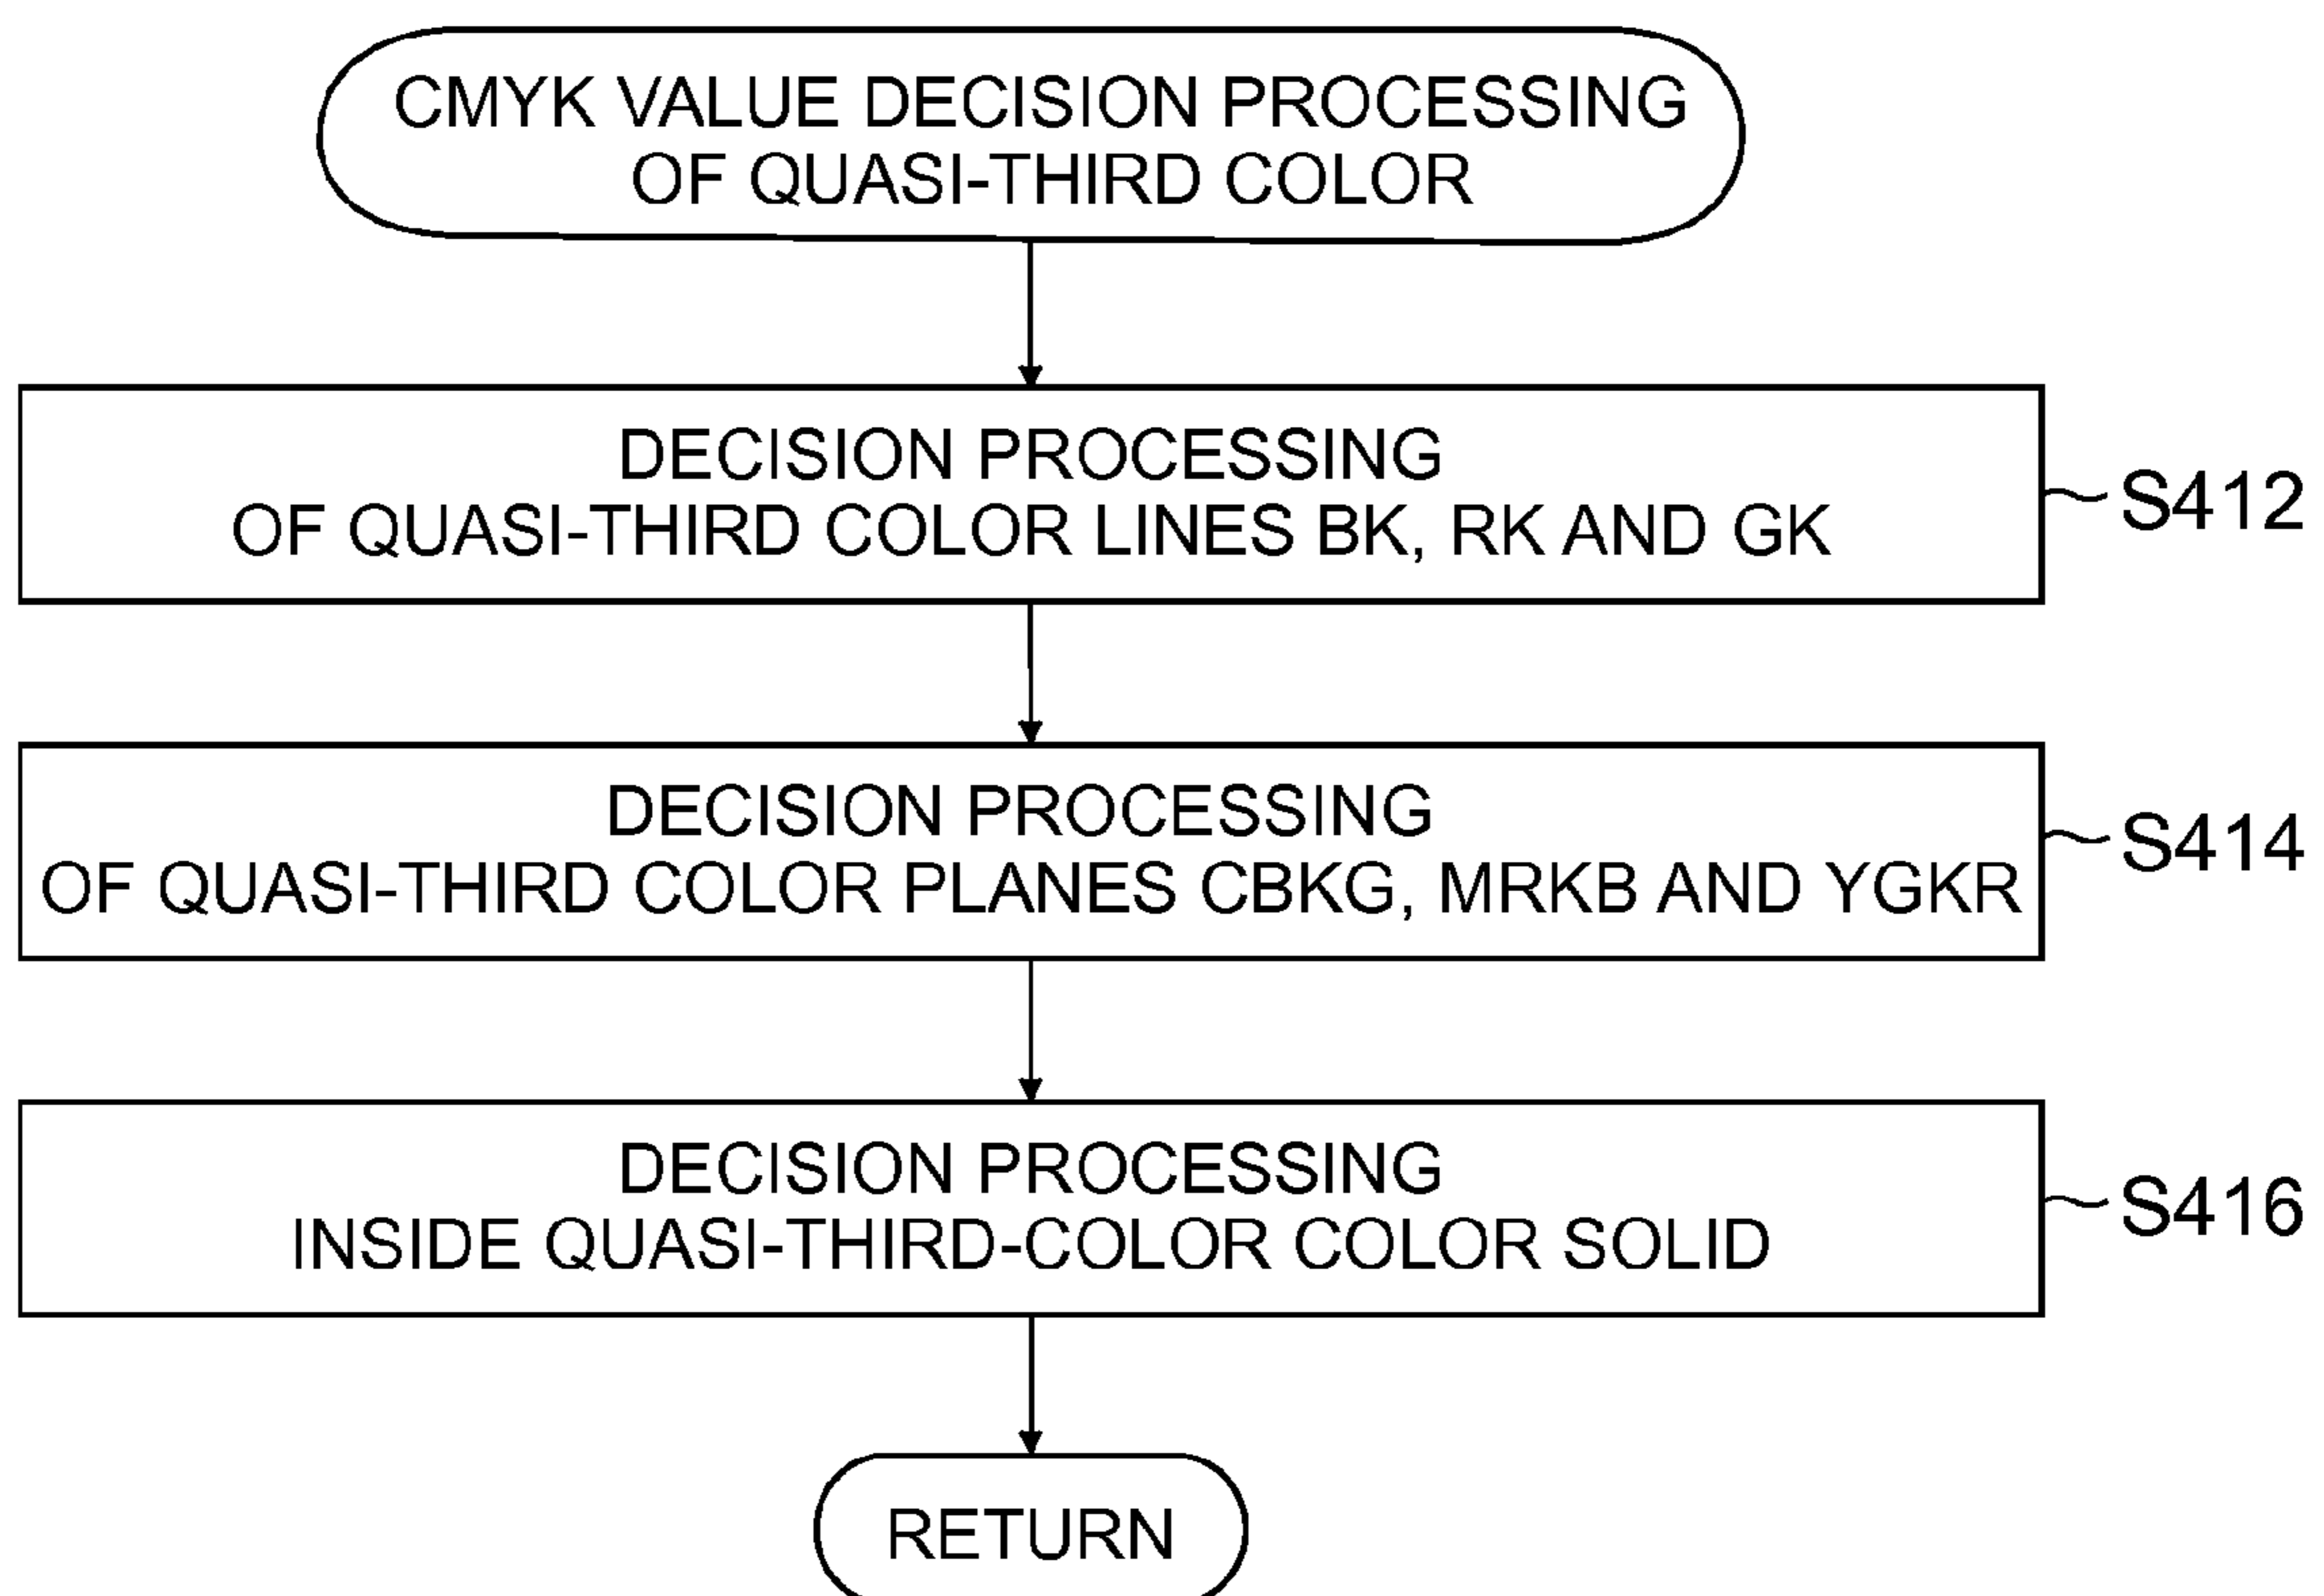 CMYK VALUE DECISION PROCESSING
OF QUASI-THIRD COLOR
DECISION PROCESSING
OF QUASI-THIRD COLOR LINES BK, RK AND GK
S412
DECISION PROCESSING
OF QUASI-THIRD COLOR PLANES CBKG, MRKB AND YGKR
S414
DECISION PROCESSING
INSIDE QUASI-THIRD-COLOR COLOR SOLID
S416
RETURN